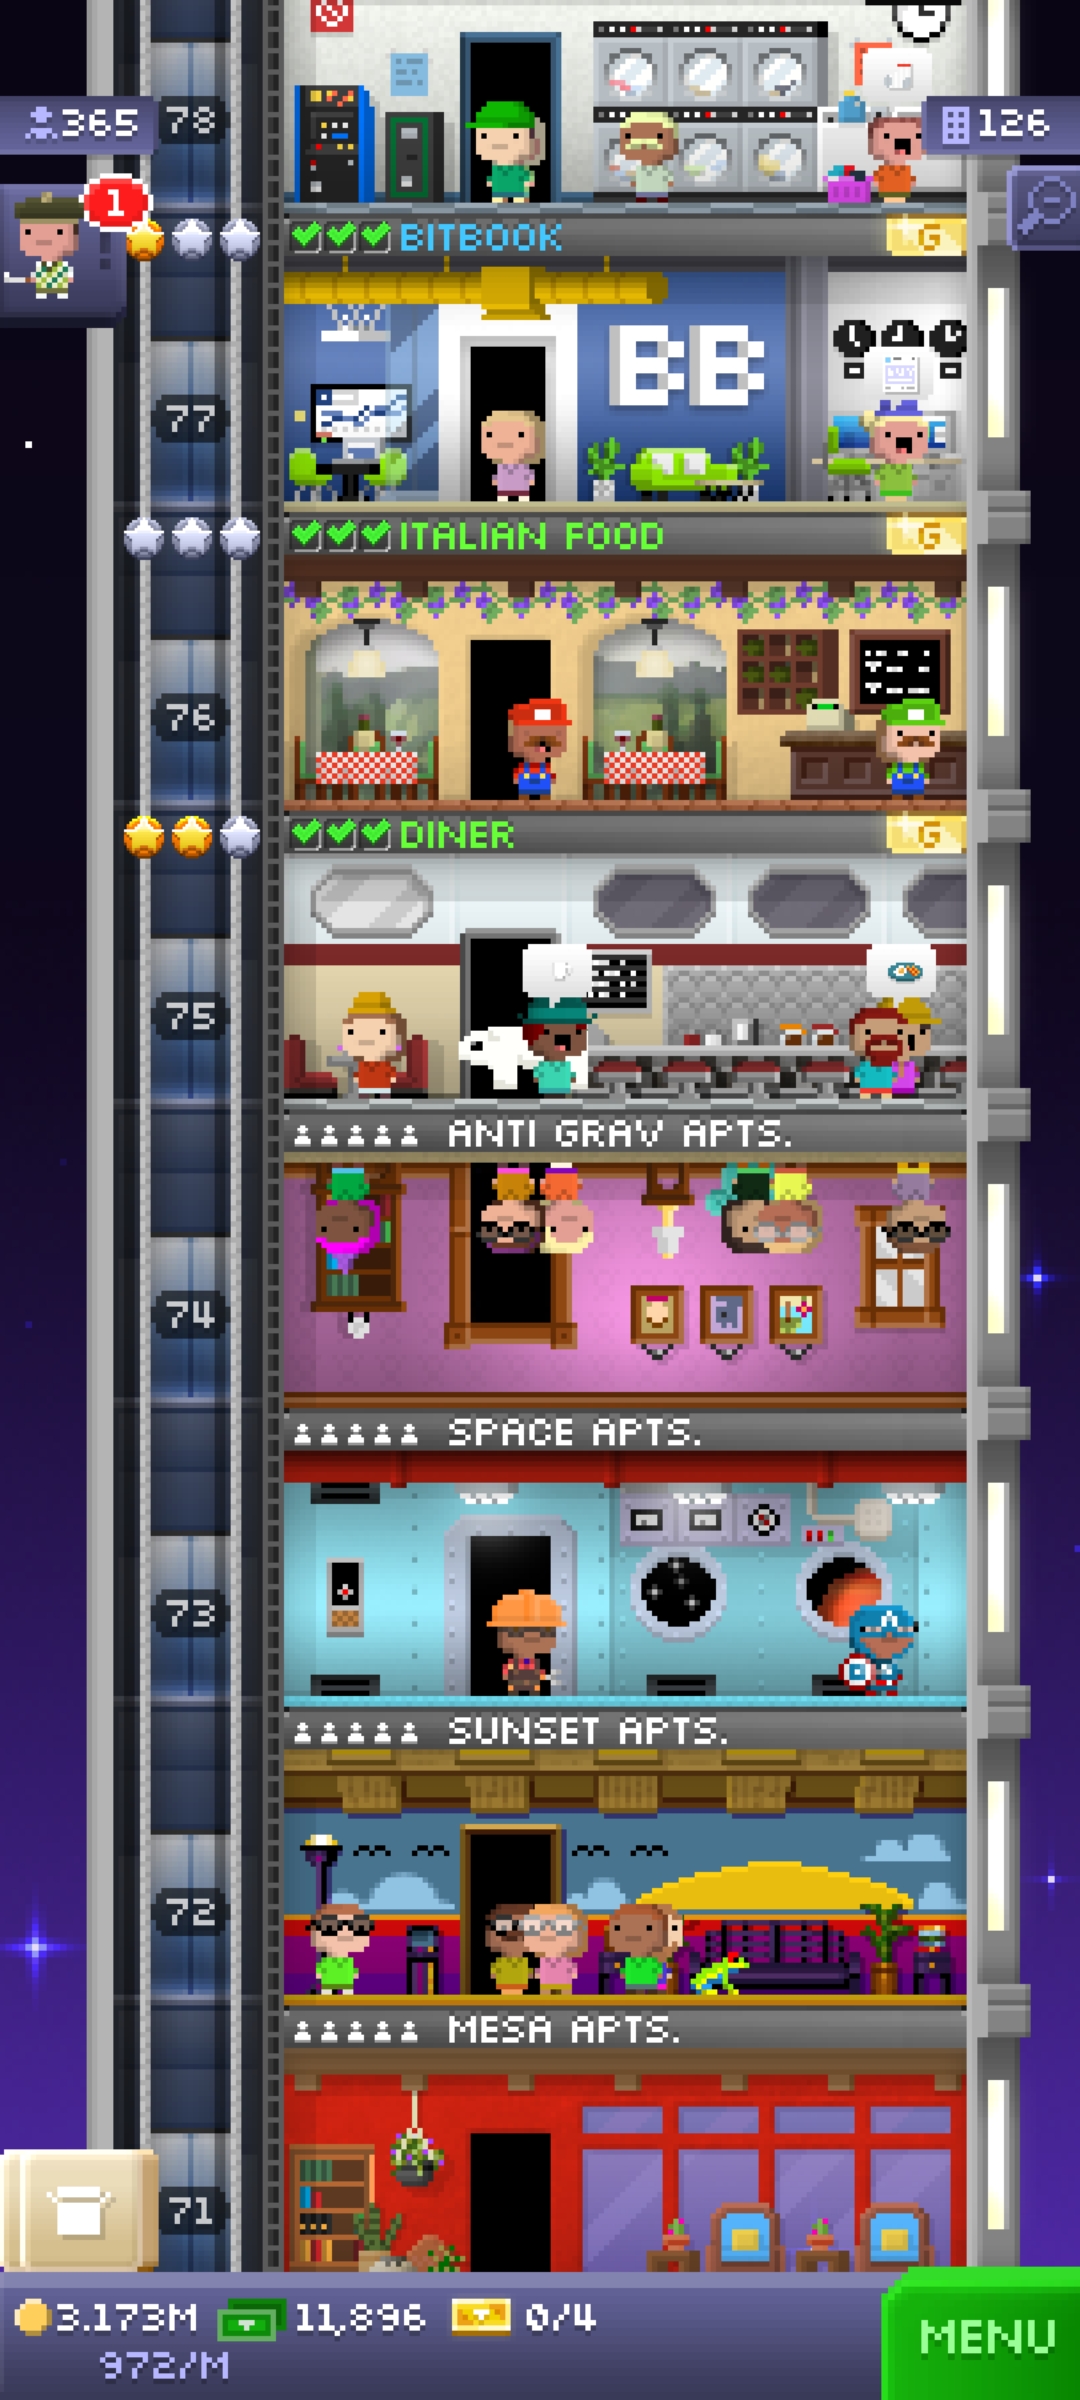 365
78
126
1
BITBOOK
G
77
BB
ITALIAN FOOD
G
76
DINER
G
75
ANTI GRAV APTS.
74
SPACE APTS.
73
A
SUNSET APTS.
72
MESA APTS.
71
3.173M
11,896
0/4
972/M
MENU